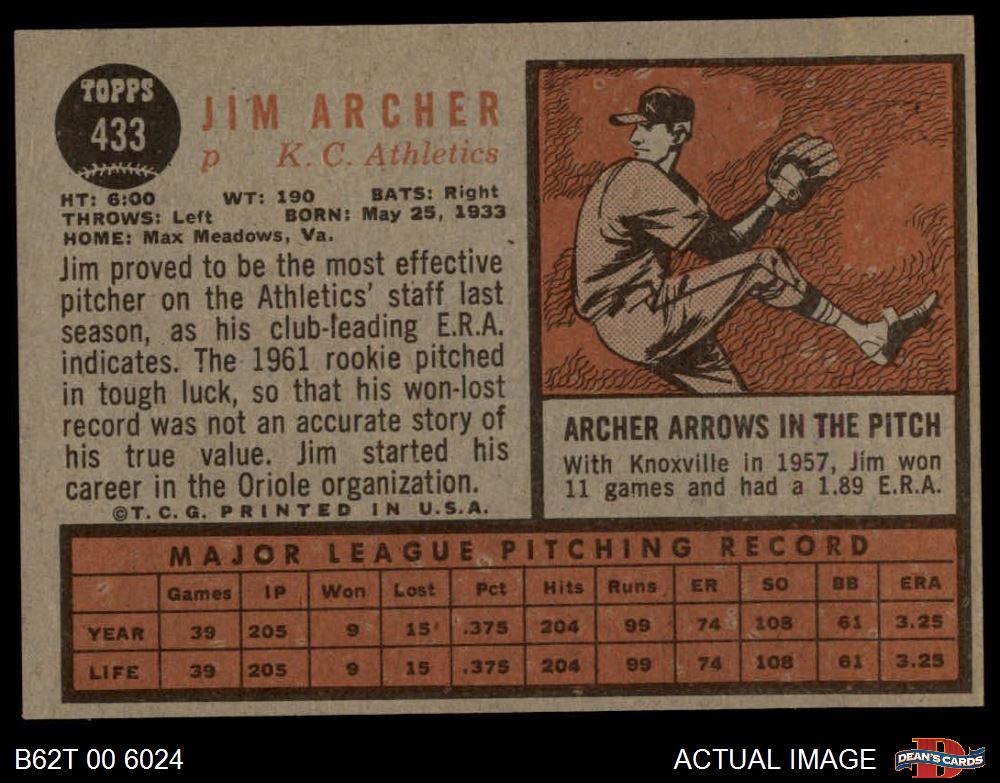 TOPPS
433
JIM ARCHER
p K. C. Athletics
HT: 6:00 WT: 190 BATS: Right
THROWS: Left BORN: May 25, 1933
HOME: Max Meadows, Va.
Jim proved to be the most effective
pitcher on the Athletics' staff last
season, as his club-leading E.R.A.
indicates. The 1961 rookie pitched
in tough luck, so that his won-lost
record was not an accurate story of
his true value. Jim started his
career in the Oriole organization.
©T. C. G. PRINTED IN U.S.A.
K
ARCHER ARROWS IN THE PITCH
With Knoxville in 1957, Jim won
11 games and had a 1.89 E.R.A.
MAJOR LEAGUE PITCHING RECORD
Games IP Won Lost Pct Hits Runs ER SO BB ERA
YEAR 39 205 9 15 .375 204 99 74 108 61 3.25
LIFE 39 205 9 15 .375 204 99 74 108 61 3.25
B62T 00 6024
ACTUAL IMAGE
D
DEAN'S CARDS